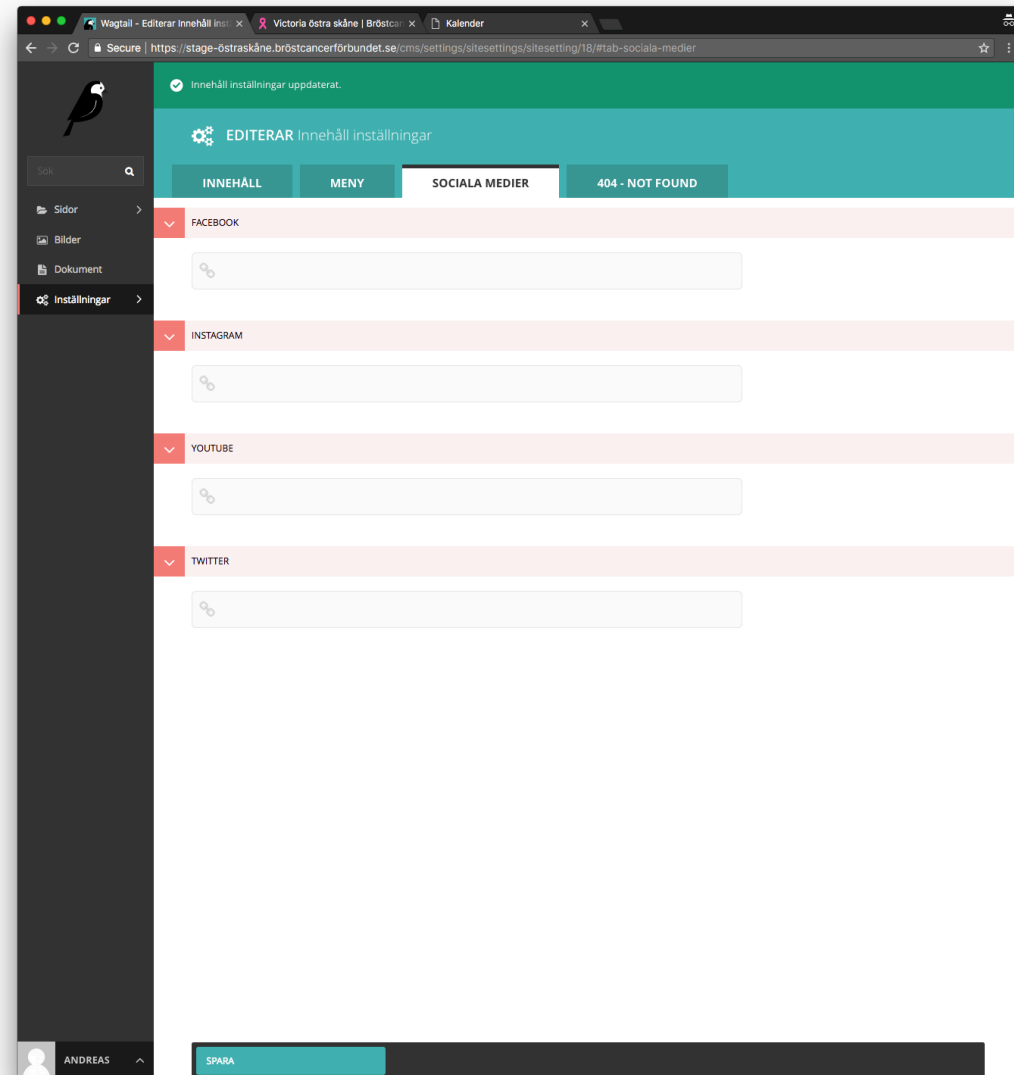 Wagtail - Editerar Innehåll inst
Victoria östra skåne | Bröstcan
Kalender
Secure | https://stage-östraskåne.bröstcancerförbundet.se/cms/settings/sitesettings/sitesetting/18/#tab-sociala-medier
Innehåll inställningar uppdaterat.
EDITERAR Innehåll inställningar
Sök
INNEHÅLL MENY SOCIALA MEDIER 404 - NOT FOUND
Sidor
Bilder
Dokument
Inställningar
FACEBOOK
INSTAGRAM
YOUTUBE
TWITTER
ANDREAS
SPARA